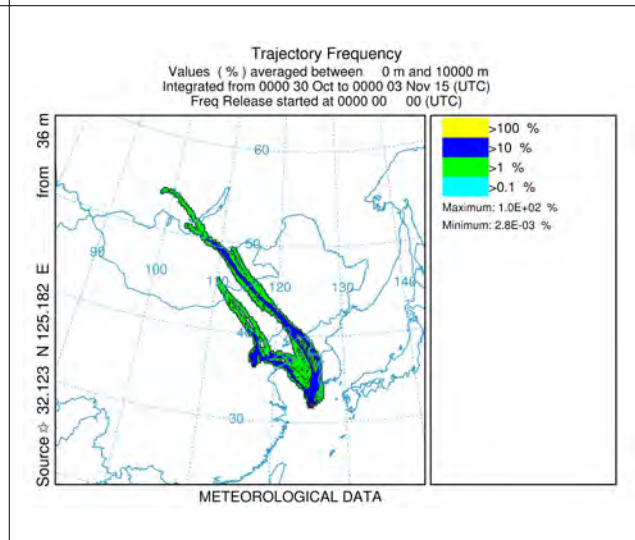 Trajectory Frequency
Values ( % ) averaged between 0 m and 10000 m
Integrated from 0000 30 Oct to 0000 03 Nov 15 (UTC)
Freq Release started at 0000 00 00 (UTC)
Source ☆ 32.123 N 125.182 E from 36 m
60
50
90
100
110
120
130
140
40
30
>100 %
>10 %
>1 %
>0.1 %
Maximum: 1.0E+02 %
Minimum: 2.8E-03 %
METEOROLOGICAL DATA